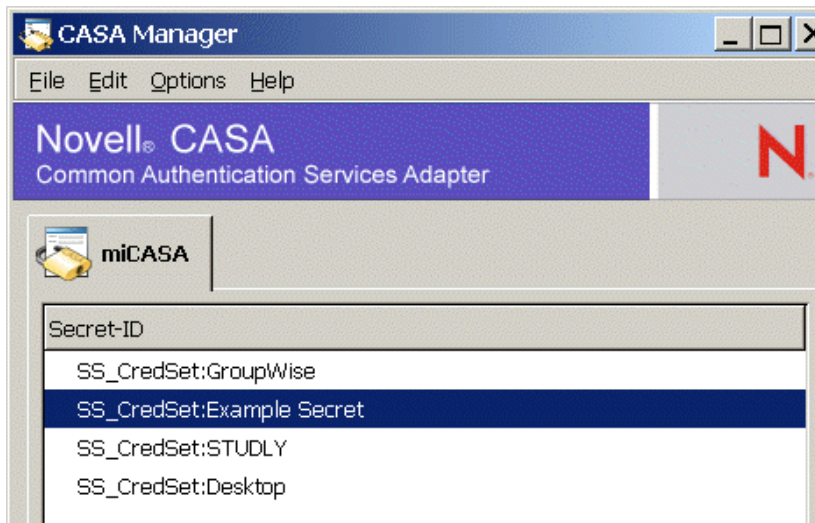 CASA Manager
File Edit Options Help
Novell® CASA
Common Authentication Services Adapter
N
miCASA
Secret-ID
SS_CredSet:GroupWise
SS_CredSet:Example Secret
SS_CredSet:STUDLY
SS_CredSet:Desktop